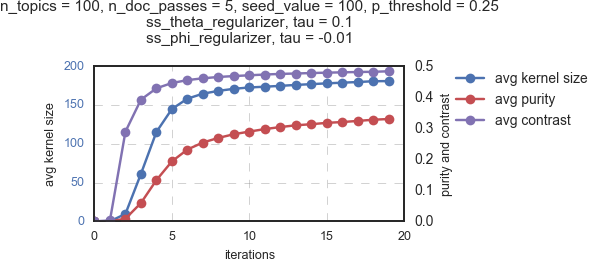 n_topics = 100, n_doc_passes = 5, seed_value = 100, p_threshold = 0.25
ss_theta_regularizer, tau = 0.1
ss_phi_regularizer, tau = -0.01
200
150
100
50
0
avg kernel size
0.5
0.4
0.3
0.2
0.1
0.0
purity and contrast
avg kernel size
avg purity
avg contrast
0 5 10 15 20
iterations